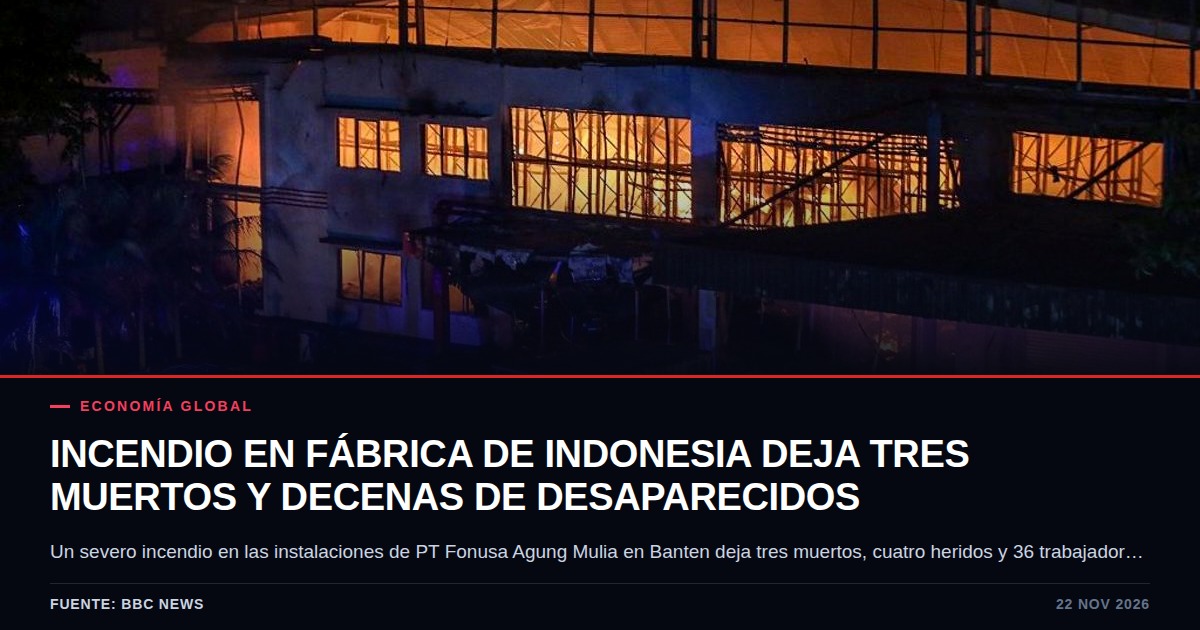 ECONOMÍA GLOBAL
INCENDIO EN FÁBRICA DE INDONESIA DEJA TRES
MUERTOS Y DECENAS DE DESAPARECIDOS
Un severo incendio en las instalaciones de PT Fonusa Agung Mulia en Banten deja tres muertos, cuatro heridos y 36 trabajador…
FUENTE: BBC NEWS
22 NOV 2026